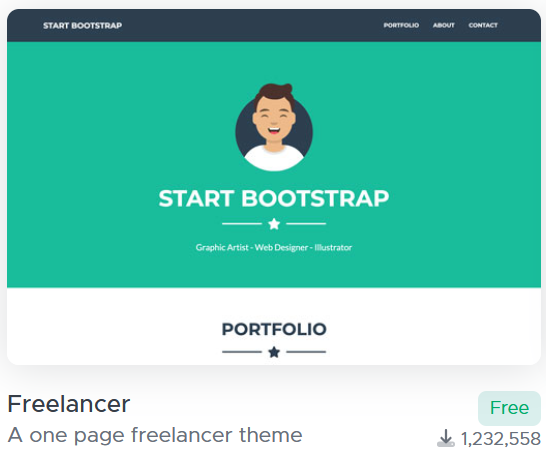 START BOOTSTRAP PORTFOLIO ABOUT CONTACT
START BOOTSTRAP
Graphic Artist - Web Designer - Illustrator
PORTFOLIO
Freelancer Free
A one page freelancer theme 1,232,558